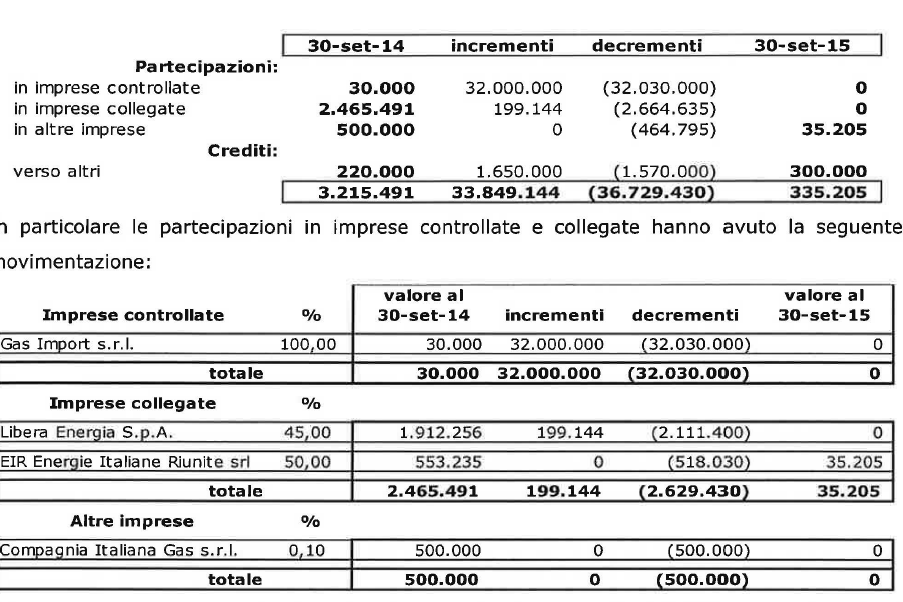 30-set-14 incrementi decrementi 30-set-15
Partecipazioni:
in imprese controllate 30.000 32.000.000 (32.030.000) 0
in imprese collegate 2.465.491 199.144 (2.664.635) 0
in altre imprese 500.000 0 (464.795) 35.205
Crediti:
verso altri 220.000 1.650.000 (1.570.000) 300.000
3.215.491 33.849.144 (36.729.430) 335.205
n particolare le partecipazioni in imprese controllate e collegate hanno avuto la seguente
movimentazione:
valore al valore al
Imprese controllate % 30-set-14 incrementi decrementi 30-set-15
Gas Import s.r.l. 100,00 30.000 32.000.000 (32.030.000) 0
totale 30.000 32.000.000 (32.030.000) 0
Imprese collegate %
Libera Energia S.p.A. 45,00 1.912.256 199.144 (2.111.400) 0
EIR Energie Italiane Riunite srl 50,00 553.235 0 (518.030) 35.205
totale 2.465.491 199.144 (2.629.430) 35.205
Altre imprese %
Compagnia Italiana Gas s.r.l. 0,10 500.000 0 (500.000) 0
totale 500.000 0 (500.000) 0